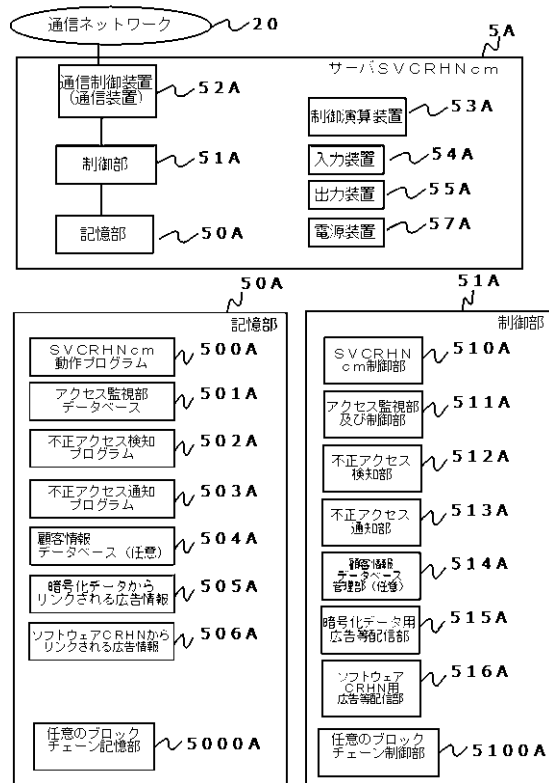 通信ネットワーク
20
5A
サーバSVCRHNcm
通信制御装置
(通信装置)
52A
制御演算装置
53A
制御部
51A
入力装置
54A
出力装置
55A
記憶部
50A
電源装置
57A
50A
記憶部
SVCRHNcm
動作プログラム
500A
アクセス監視部
データベース
501A
不正アクセス検知
プログラム
502A
不正アクセス通知
プログラム
503A
顧客情報
データベース(任意)
504A
暗号化データから
リンクされる広告情報
505A
ソフトウェアCRHNから
リンクされる広告情報
506A
任意のブロック
チェーン記憶部
5000A
51A
制御部
SVCRHN
cm制御部
510A
アクセス監視部
及び制御部
511A
不正アクセス
検知部
512A
不正アクセス
通知部
513A
顧客情報
データベース
管理部(任意)
514A
暗号化データ用
広告等配信部
515A
ソフトウェア
CRHN用
広告等配信部
516A
任意のブロック
チェーン制御部
5100A